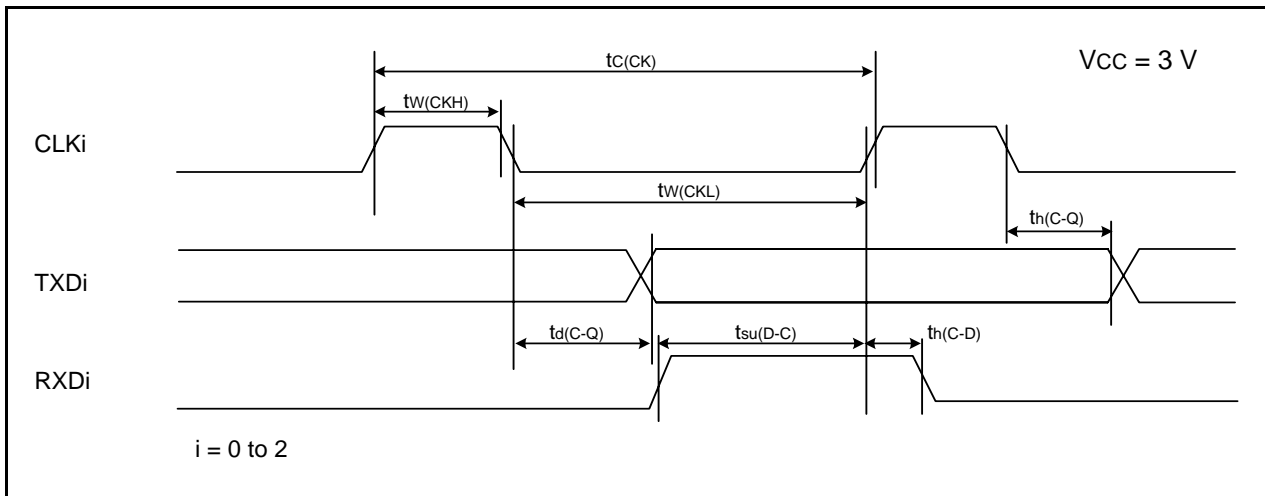 tC(CK)
VCC = 3 V
tW(CKH)
CLKi
tW(CKL)
th(C-Q)
TXDi
td(C-Q)
tsu(D-C)
th(C-D)
RXDi
i = 0 to 2